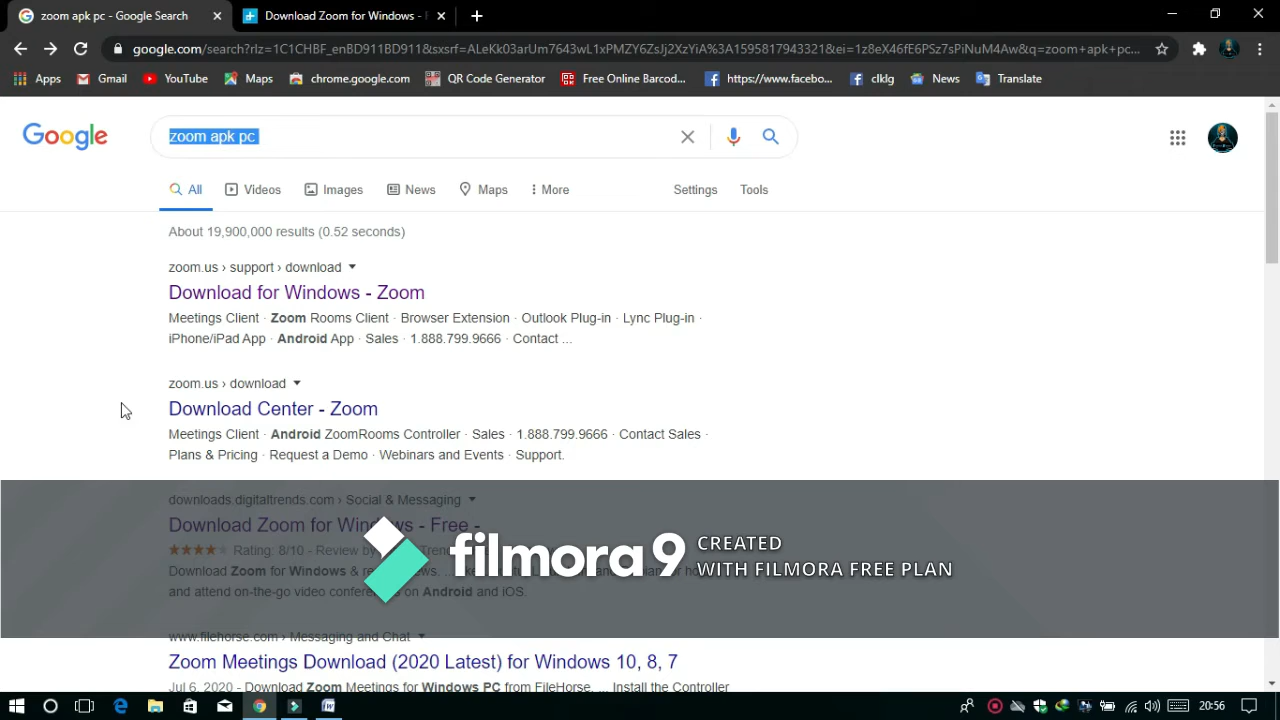 zoom apk pc - Google Search
Download Zoom for Windows - F
google.com/search?rlz=1C1CHBF_enBD911BD911&sxsrf=ALeKk03arUm7643wL1xPMZY6ZsJj2XzYiA%3A1595817943321&ei=1z8eX46fE6PSz7sPiNuM4Aw&q=zoom+apk+pc...
Apps
Gmail
YouTube
Maps
chrome.google.com
QR Code Generator
Free Online Barcod...
https://www.facebo...
clklg
News
Translate
Google
zoom apk pc
All
Videos
Images
News
Maps
More
Settings
Tools
About 19,900,000 results (0.52 seconds)
zoom.us › support › download
Download for Windows - Zoom
Meetings Client · Zoom Rooms Client · Browser Extension · Outlook Plug-in · Lync Plug-in ·
iPhone/iPad App · Android App · Sales · 1.888.799.9666 · Contact ...
zoom.us › download
Download Center - Zoom
Meetings Client · Android ZoomRooms Controller · Sales · 1.888.799.9666 · Contact Sales ·
Plans & Pricing · Request a Demo · Webinars and Events · Support.
downloads.digitaltrends.com › Social & Messaging
Download Zoom for Windows - Free -
Rating: 8/10 - Review by
Download Zoom for Windows &
and attend on-the-go video on Android and iOS.
filmora 9
CREATED
WITH FILMORA FREE PLAN
www.filehorse.com › Messaging and Chat
Zoom Meetings Download (2020 Latest) for Windows 10, 8, 7
Jul 6, 2020 - Download Zoom Meetings for Windows PC from FileHorse. ... Install the Controller
20:56